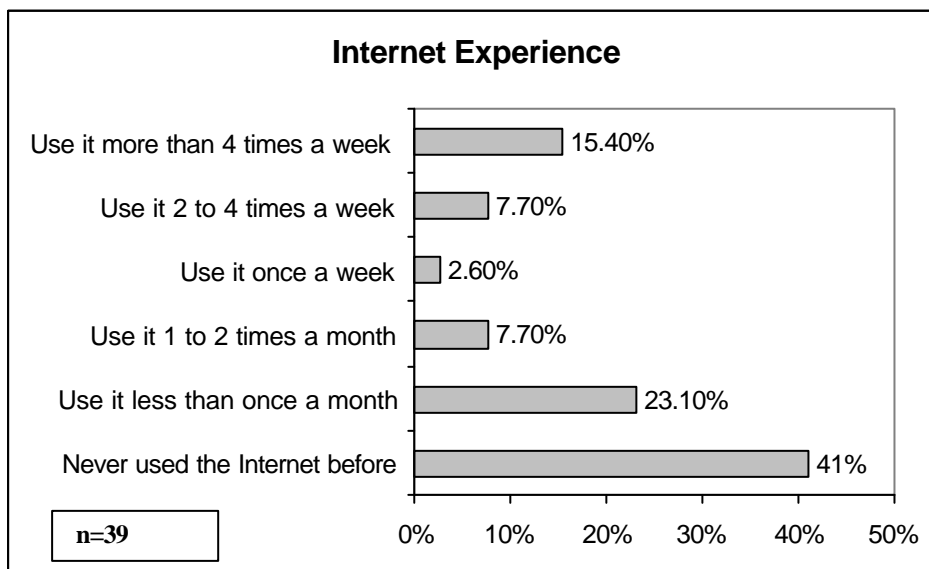 Internet Experience
Use it more than 4 times a week 15.40%
Use it 2 to 4 times a week 7.70%
Use it once a week 2.60%
Use it 1 to 2 times a month 7.70%
Use it less than once a month 23.10%
Never used the Internet before 41%
0% 10% 20% 30% 40% 50%
n=39